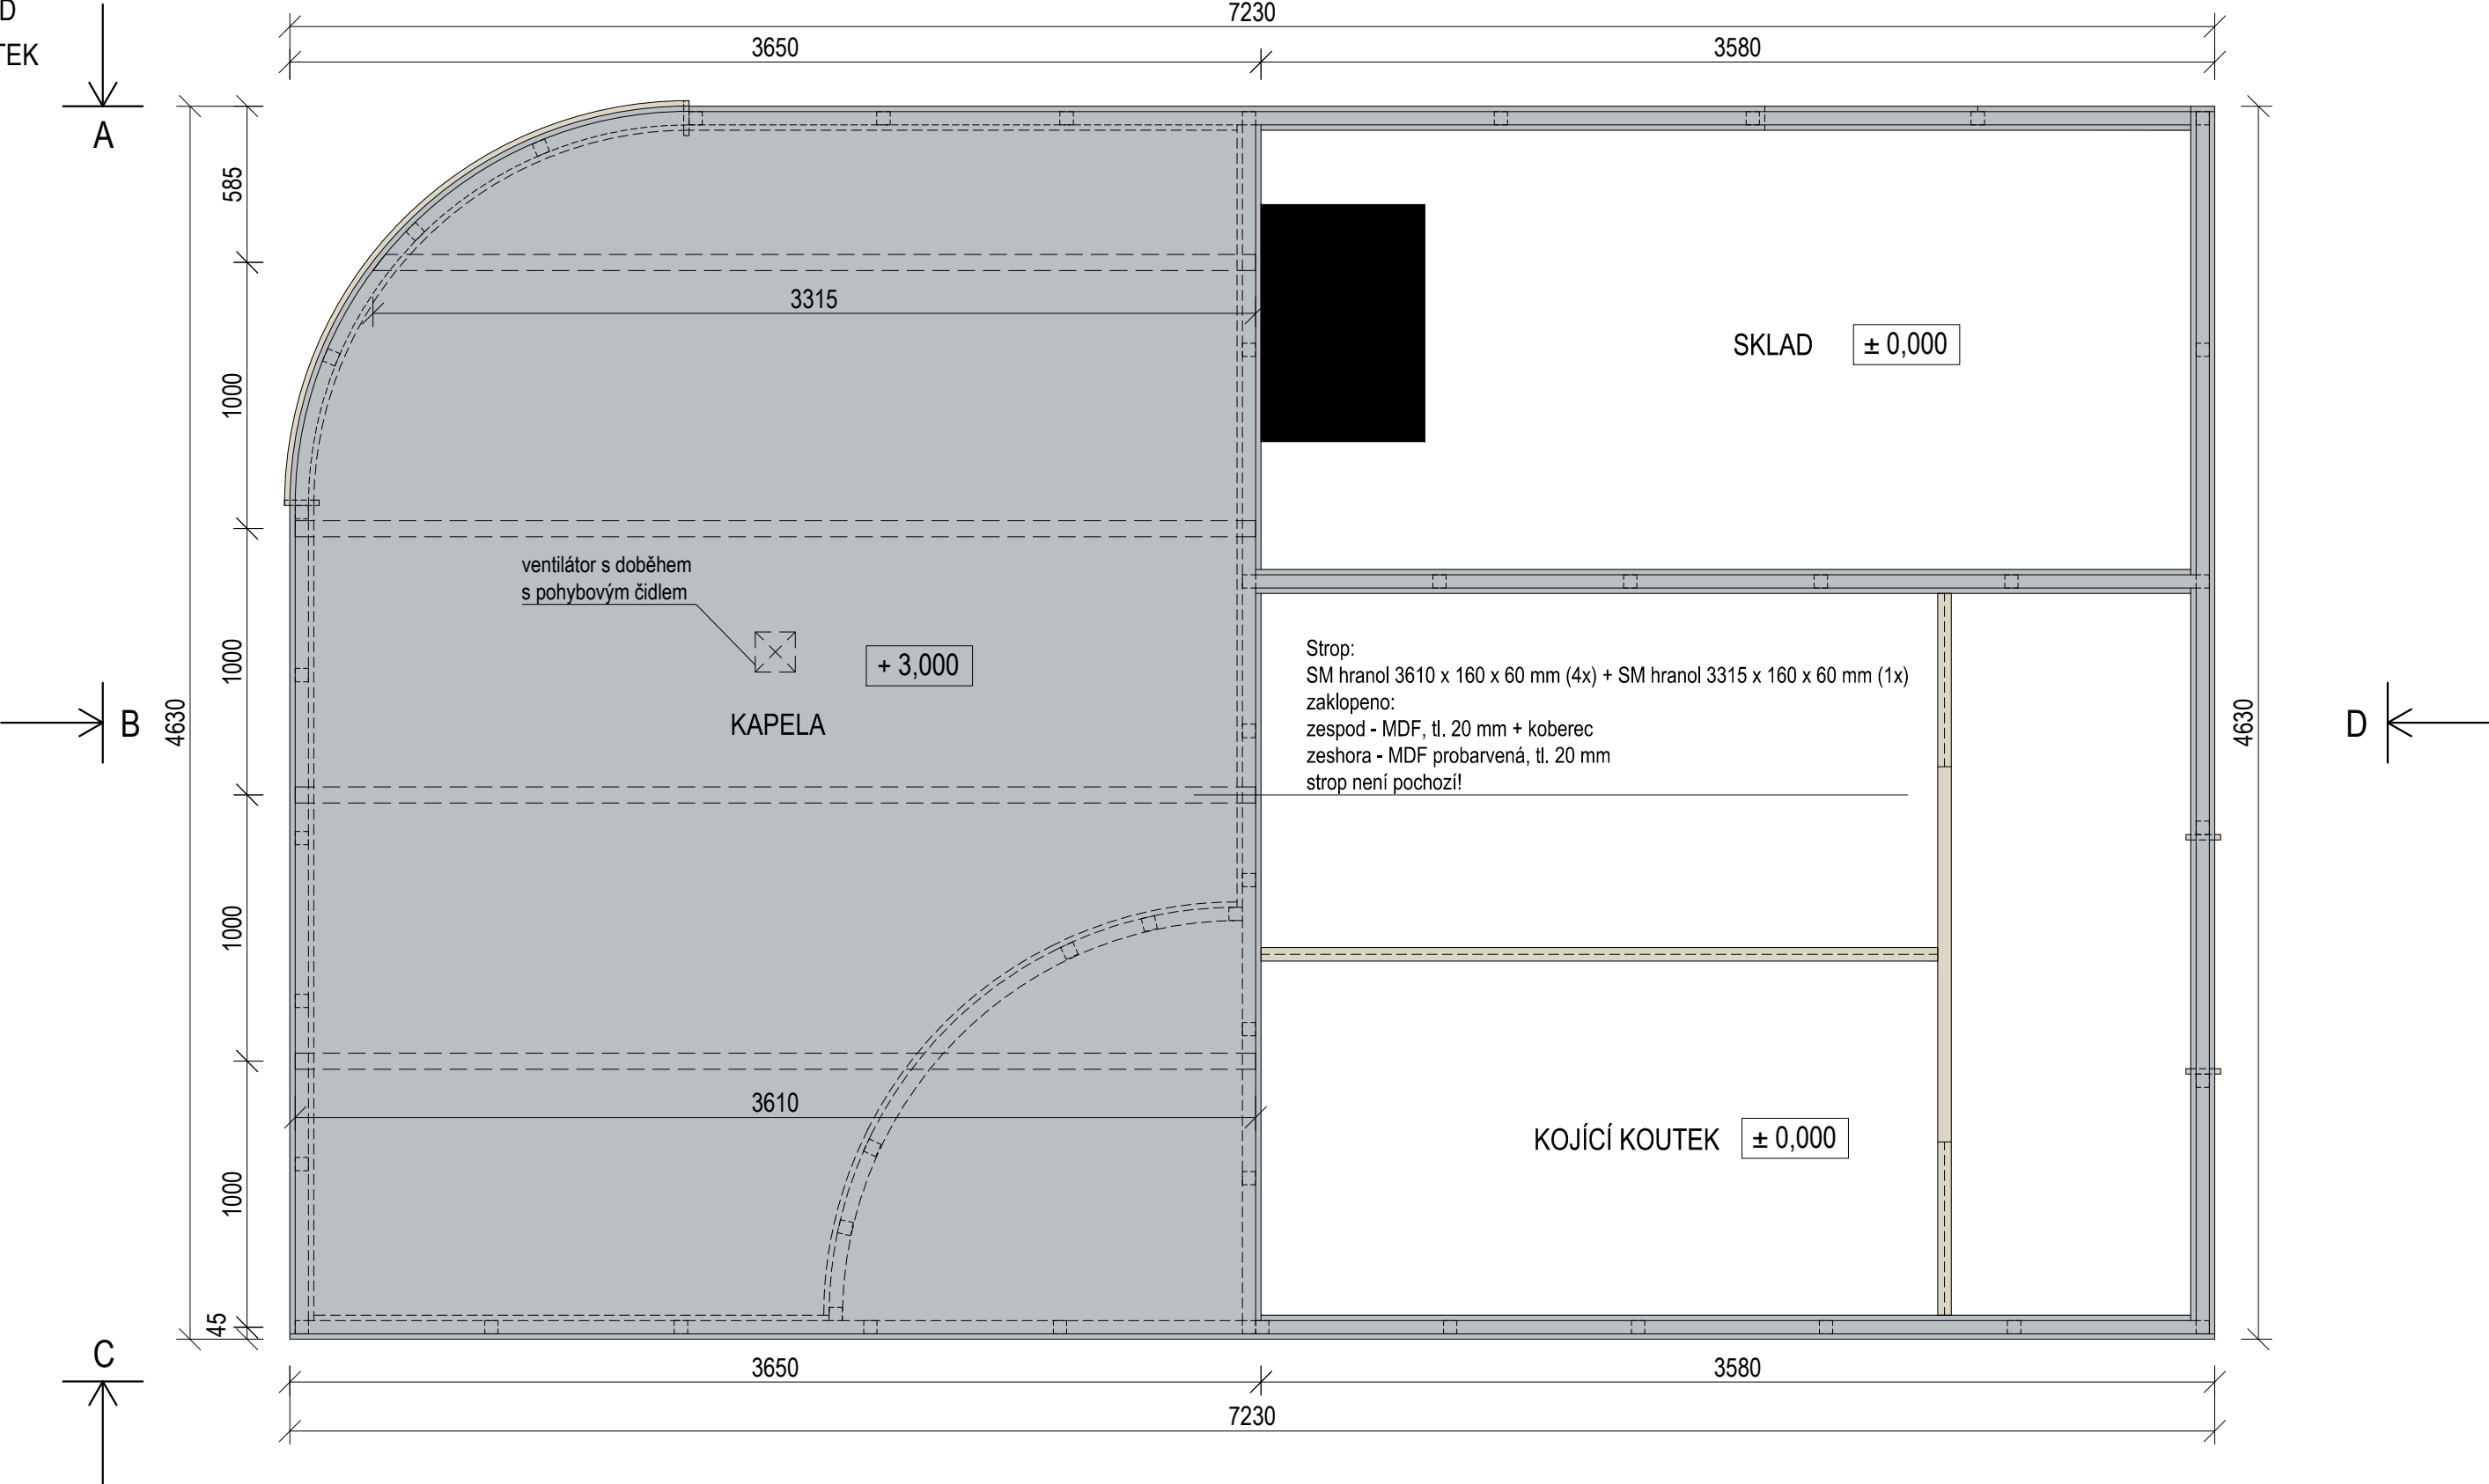 D
TEK
7230
3650
3580
A
585
3315
SKLAD
± 0,000
1000
ventilátor s doběhem
s pohybovým čidlem
+ 3,000
KAPELA
1000
4630
B
Strop:
SM hranol 3610 x 160 x 60 mm (4x) + SM hranol 3315 x 160 x 60 mm (1x)
zaklopeno:
zespod - MDF, tl. 20 mm + koberec
zeshora - MDF probarvená, tl. 20 mm
strop není pochozí!
4630
D
1000
3610
KOJÍCÍ KOUTEK
± 0,000
1000
45
C
3650
3580
7230